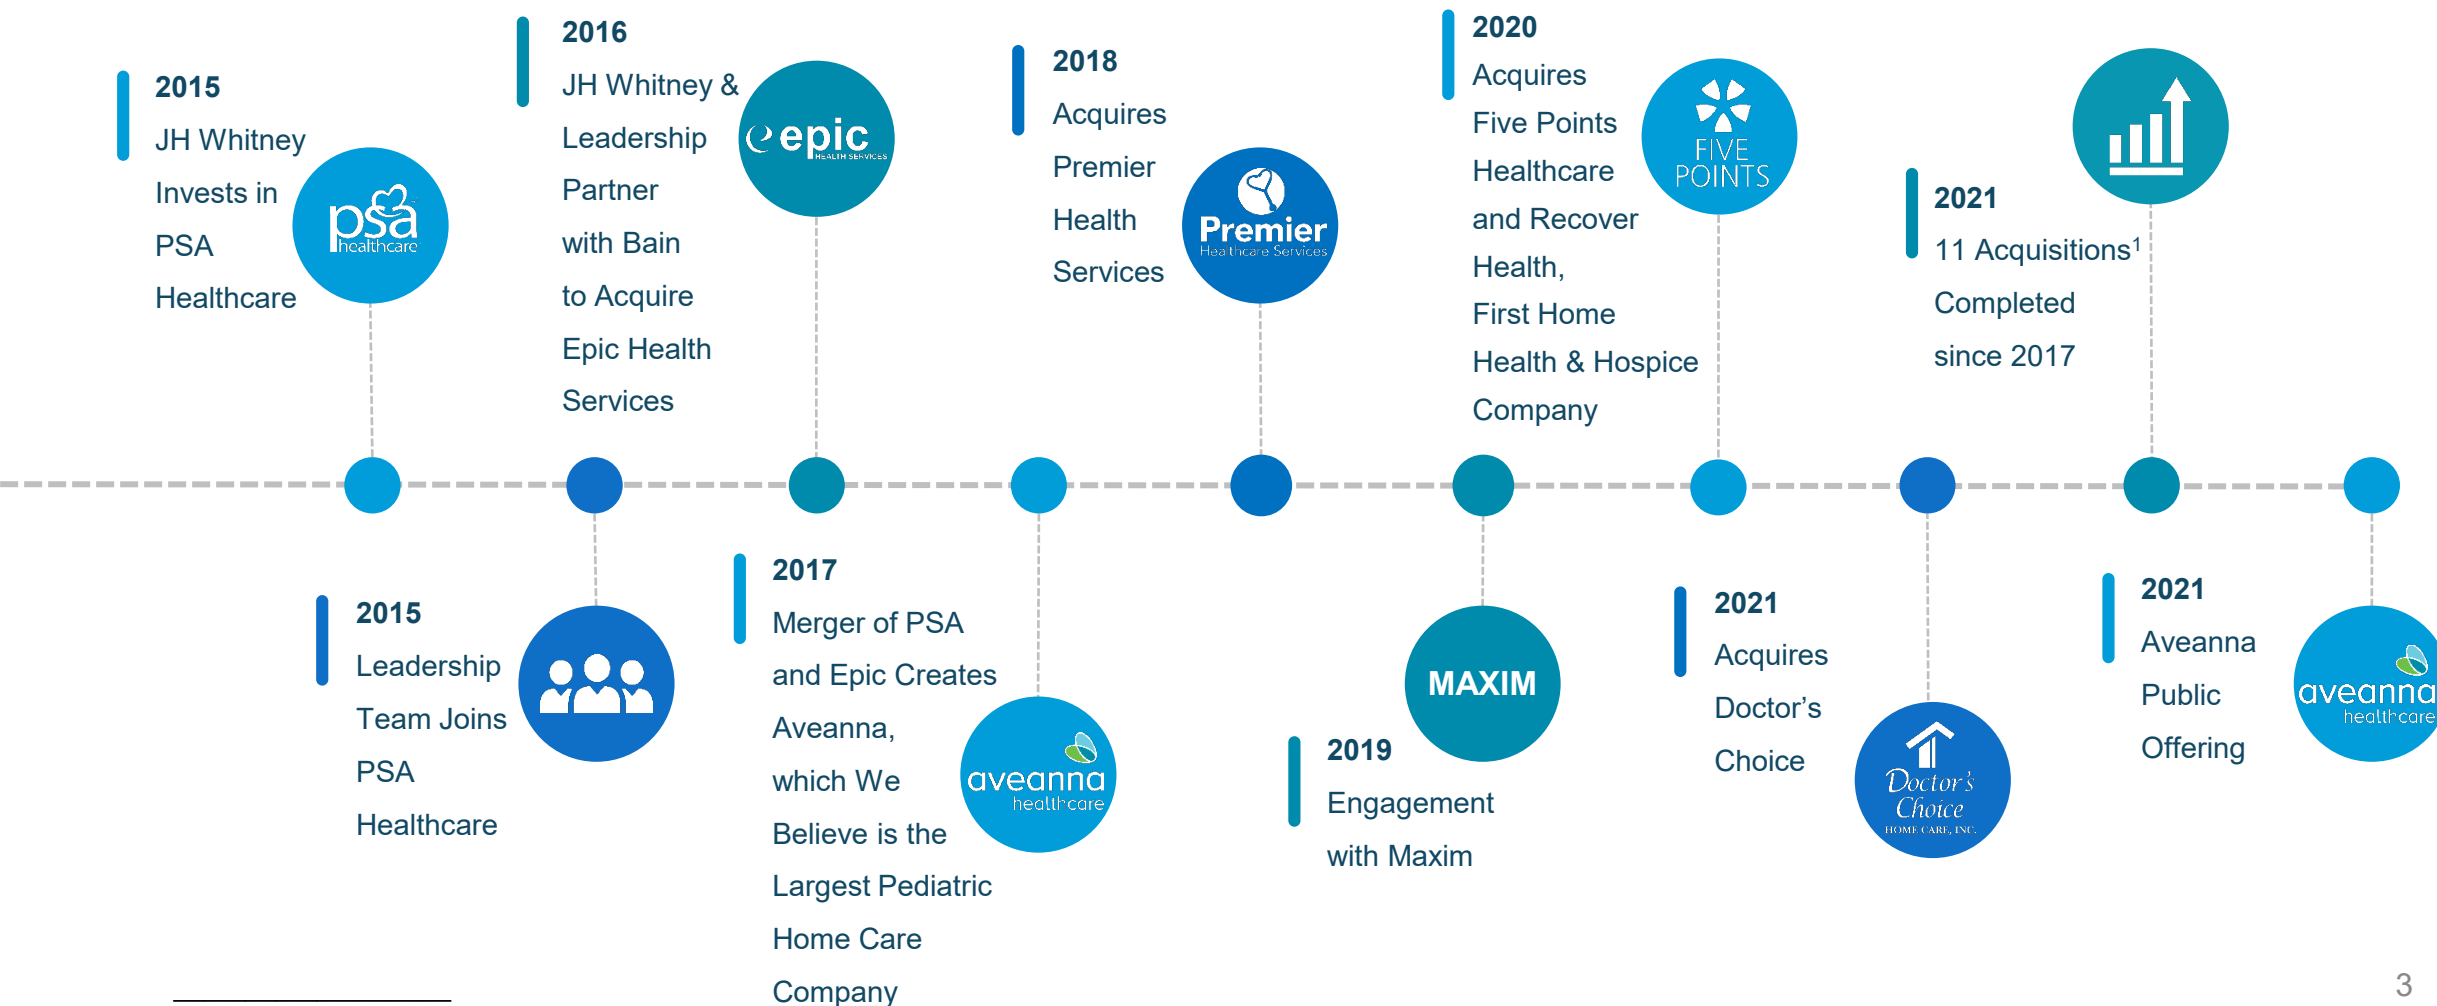 2015
JH Whitney
Invests in
PSA
Healthcare
psa
healthcare
2015
Leadership
Team Joins
PSA
Healthcare
2016
JH Whitney &
Leadership
Partner
with Bain
to Acquire
Epic Health
Services
epic
HEALTH SERVICES
2017
Merger of PSA
and Epic Creates
Aveanna,
which We
Believe is the
Largest Pediatric
Home Care
Company
aveanna
healthcare
2018
Acquires
Premier
Health
Services
Premier
Healthcare Services
2019
Engagement
with Maxim
MAXIM
2020
Acquires
Five Points
Healthcare
and Recover
Health,
First Home
Health & Hospice
Company
FIVE
POINTS
2021
Acquires
Doctor’s
Choice
Doctor's
Choice
HOME CARE, INC.
2021
11 Acquisitions¹
Completed
since 2017
2021
Aveanna
Public
Offering
aveanna
healthcare
3